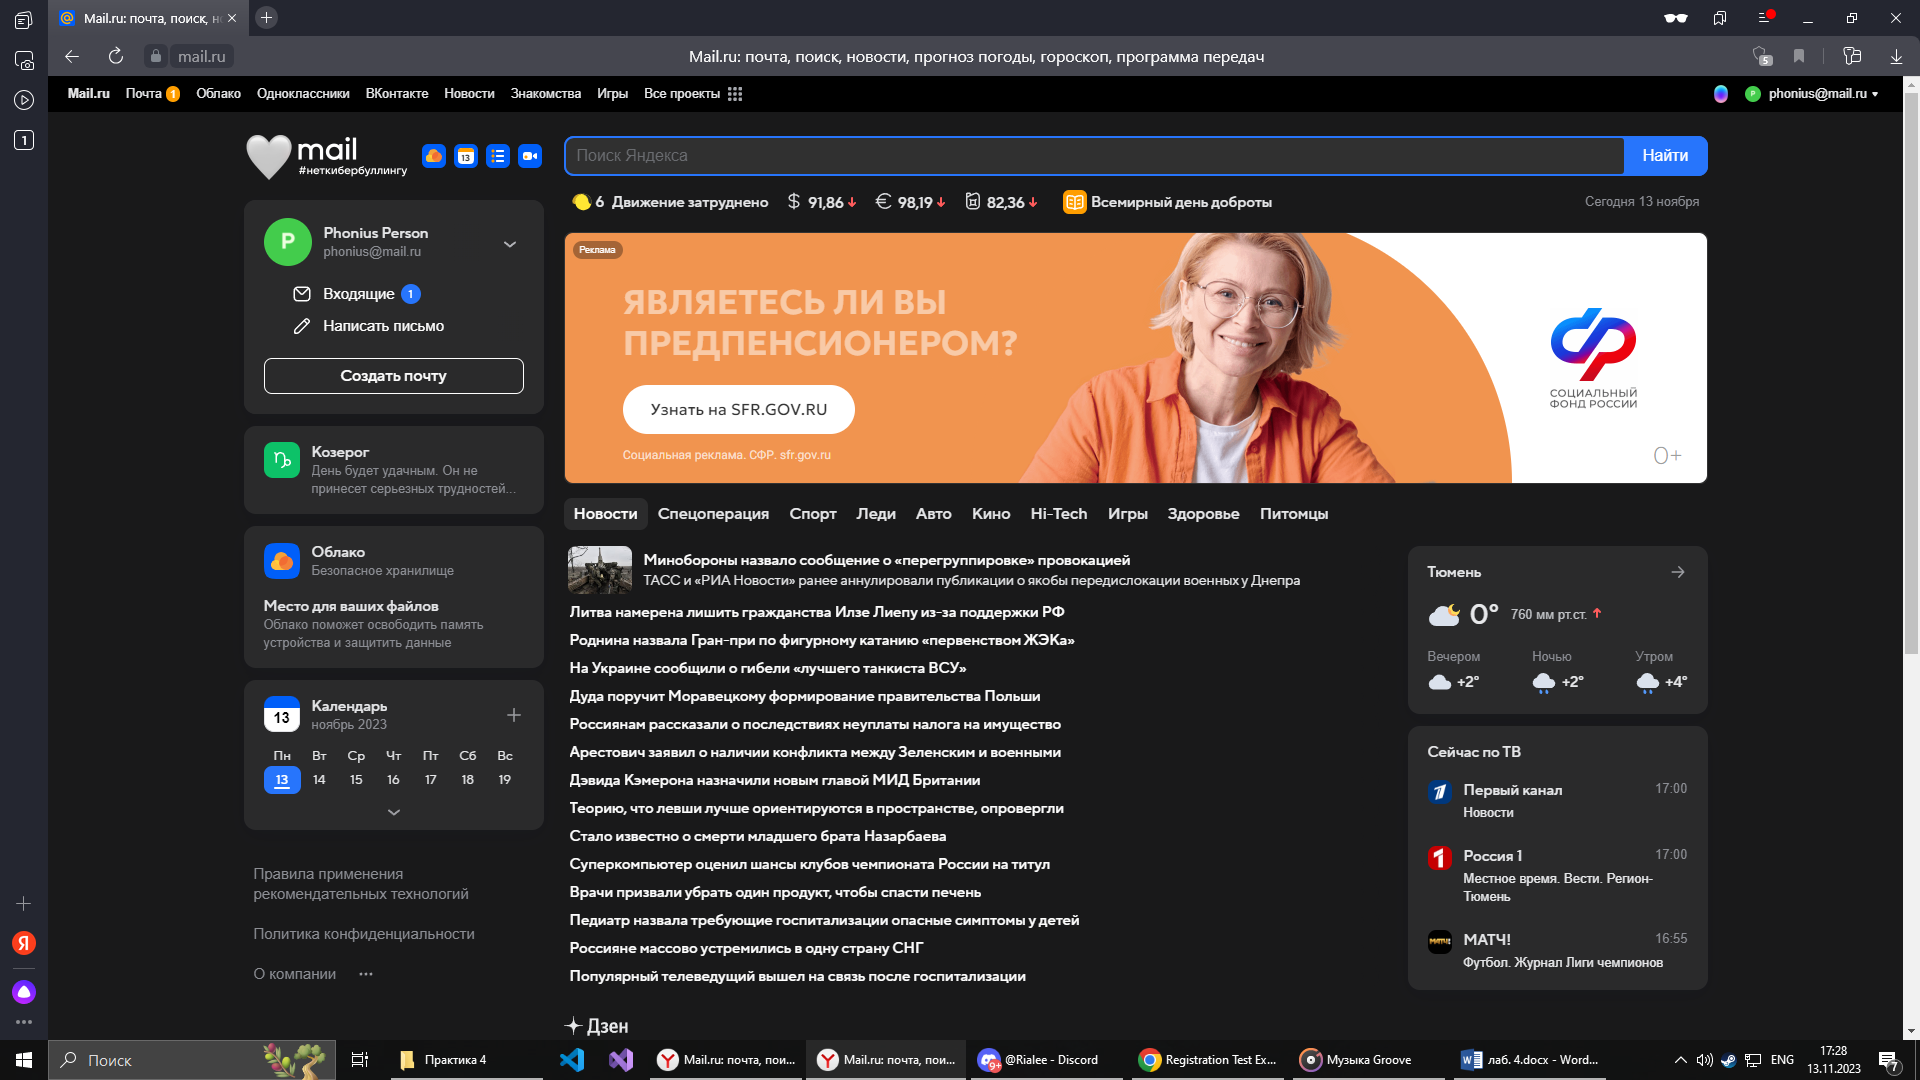 Mail.ru: почта, поиск, н
mail.ru
Mail.ru: почта, поиск, новости, прогноз погоды, гороскоп, программа передач
5
1
Mail.ru
Почта 1
Облако
Одноклассники
ВКонтакте
Новости
Знакомства
Игры
Все проекты
P
phonius@mail.ru
mail
#неткибербуллингу
13
Поиск Яндекса
Найти
6 Движение затруднено
$ 91,86
€ 98,19
82,36
Всемирный день доброты
Сегодня 13 ноября
P
Phonius Person
phonius@mail.ru
Входящие 1
Написать письмо
Создать почту
Козерог
День будет удачным. Он не
принесет серьезных трудностей...
Облако
Безопасное хранилище
Место для ваших файлов
Облако поможет освободить память
устройства и защитить данные
13
Календарь
ноябрь 2023
Пн Вт Ср Чт Пт Сб Вс
13 14 15 16 17 18 19
Правила применения
рекомендательных технологий
Политика конфиденциальности
О компании
Реклама
ЯВЛЯЕТЕСЬ ЛИ ВЫ
ПРЕДПЕНСИОНЕРОМ?
Узнать на SFR.GOV.RU
Социальная реклама. СФР. sfr.gov.ru
СОЦИАЛЬНЫЙ
ФОНД РОССИИ
0+
Новости
Спецоперация
Спорт
Леди
Авто
Кино
Hi-Tech
Игры
Здоровье
Питомцы
Минобороны назвало сообщение о «перегруппировке» провокацией
ТАСС и «РИА Новости» ранее аннулировали публикации о якобы передислокации военных у Днепра
Литва намерена лишить гражданства Илзе Лиепу из-за поддержки РФ
Роднина назвала Гран-при по фигурному катанию «первенством ЖЭКа»
На Украине сообщили о гибели «лучшего танкиста ВСУ»
Дуда поручит Моравецкому формирование правительства Польши
Россиянам рассказали о последствиях неуплаты налога на имущество
Арестович заявил о наличии конфликта между Зеленским и военными
Дэвида Кэмерона назначили новым главой МИД Британии
Теорию, что левши лучше ориентируются в пространстве, опровергли
Стало известно о смерти младшего брата Назарбаева
Суперкомпьютер оценил шансы клубов чемпионата России на титул
Врачи призвали убрать один продукт, чтобы спасти печень
Педиатр назвала требующие госпитализации опасные симптомы у детей
Россияне массово устремились в одну страну СНГ
Популярный телеведущий вышел на связь после госпитализации
Дзен
Тюмень
0° 760 мм рт.ст.
Вечером Ночью Утром
+2° +2° +4°
Сейчас по ТВ
Первый канал 17:00
Новости
1
Россия 1 17:00
Местное время. Вести. Регион-
Тюмень
МАТЧ!
МАТЧ! 16:55
Футбол. Журнал Лиги чемпионов
Я
Поиск
Практика 4
Mail.ru: почта, пои...
Mail.ru: почта, пои...
9+
@Rialee - Discord
Registration Test Ex...
Музыка Groove
лаб. 4.docx - Word...
ENG
17:28
13.11.2023
7